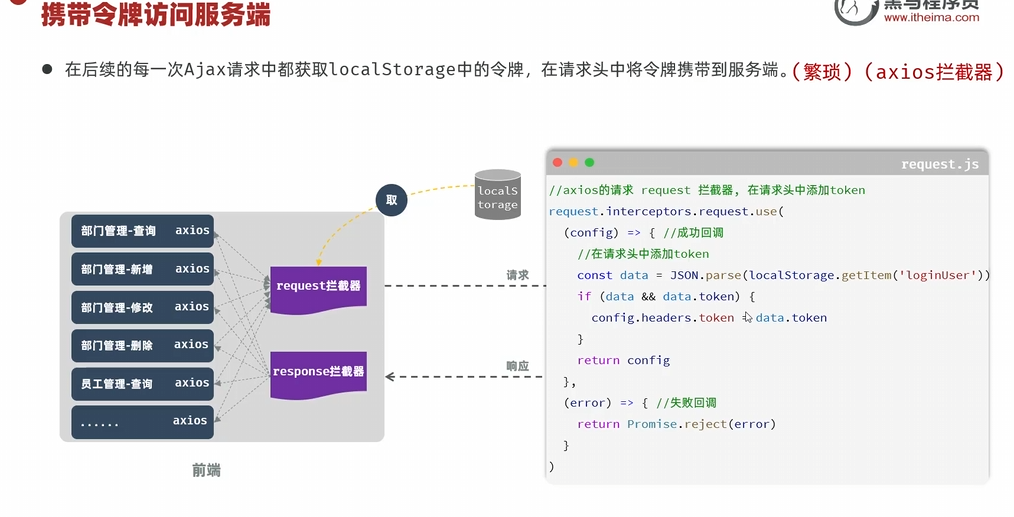 携带令牌访问服务端
黑马程序员
www.itheima.com
在后续的每一次Ajax请求中都获取localStorage中的令牌，在请求头中将令牌携带到服务端。(繁琐)(axios拦截器)
部门管理-查询 axios
部门管理-新增 axios
部门管理-修改 axios
部门管理-删除 axios
员工管理-查询 axios
...... axios
前端
取
localS
torage
request拦截器
response拦截器
请求
响应
request.js
//axios的请求 request 拦截器, 在请求头中添加token
request.interceptors.request.use(
(config) => { //成功回调
//在请求头中添加token
const data = JSON.parse(localStorage.getItem('loginUser'))
if (data && data.token) {
config.headers.token = data.token
}
return config
},
(error) => { //失败回调
return Promise.reject(error)
}
)